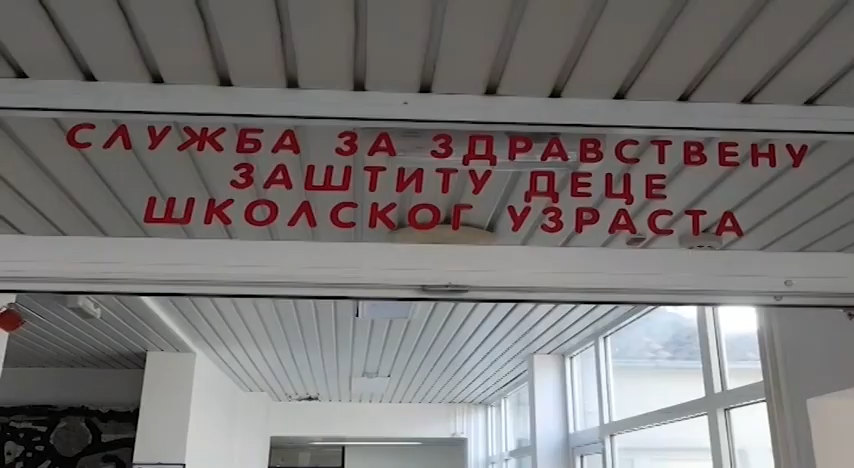 СЛУЖБА ЗА ЗДРАВСТВЕНУ
ЗАШТИТУ ДЕЦЕ
ШКОЛСКОГ УЗРАСТА